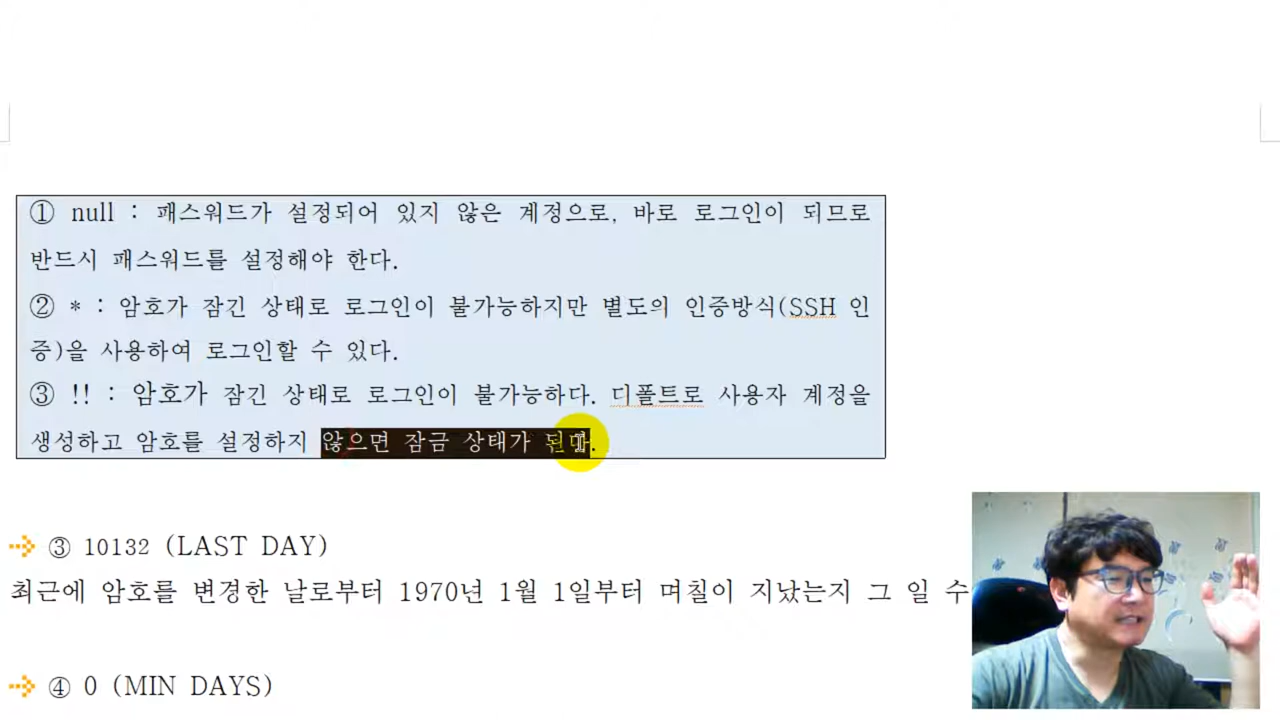 ① null : 패스워드가 설정되어 있지 않은 계정으로, 바로 로그인이 되므로
반드시 패스워드를 설정해야 한다.
② * : 암호가 잠긴 상태로 로그인이 불가능하지만 별도의 인증방식(SSH 인
증)을 사용하여 로그인할 수 있다.
③ !! : 암호가 잠긴 상태로 로그인이 불가능하다. 디폴트로 사용자 계정을
생성하고 암호를 설정하지 않으면 잠금 상태가 된다.
③ 10132 (LAST DAY)
최근에 암호를 변경한 날로부터 1970년 1월 1일부터 며칠이 지났는지 그 일 수
④ 0 (MIN DAYS)